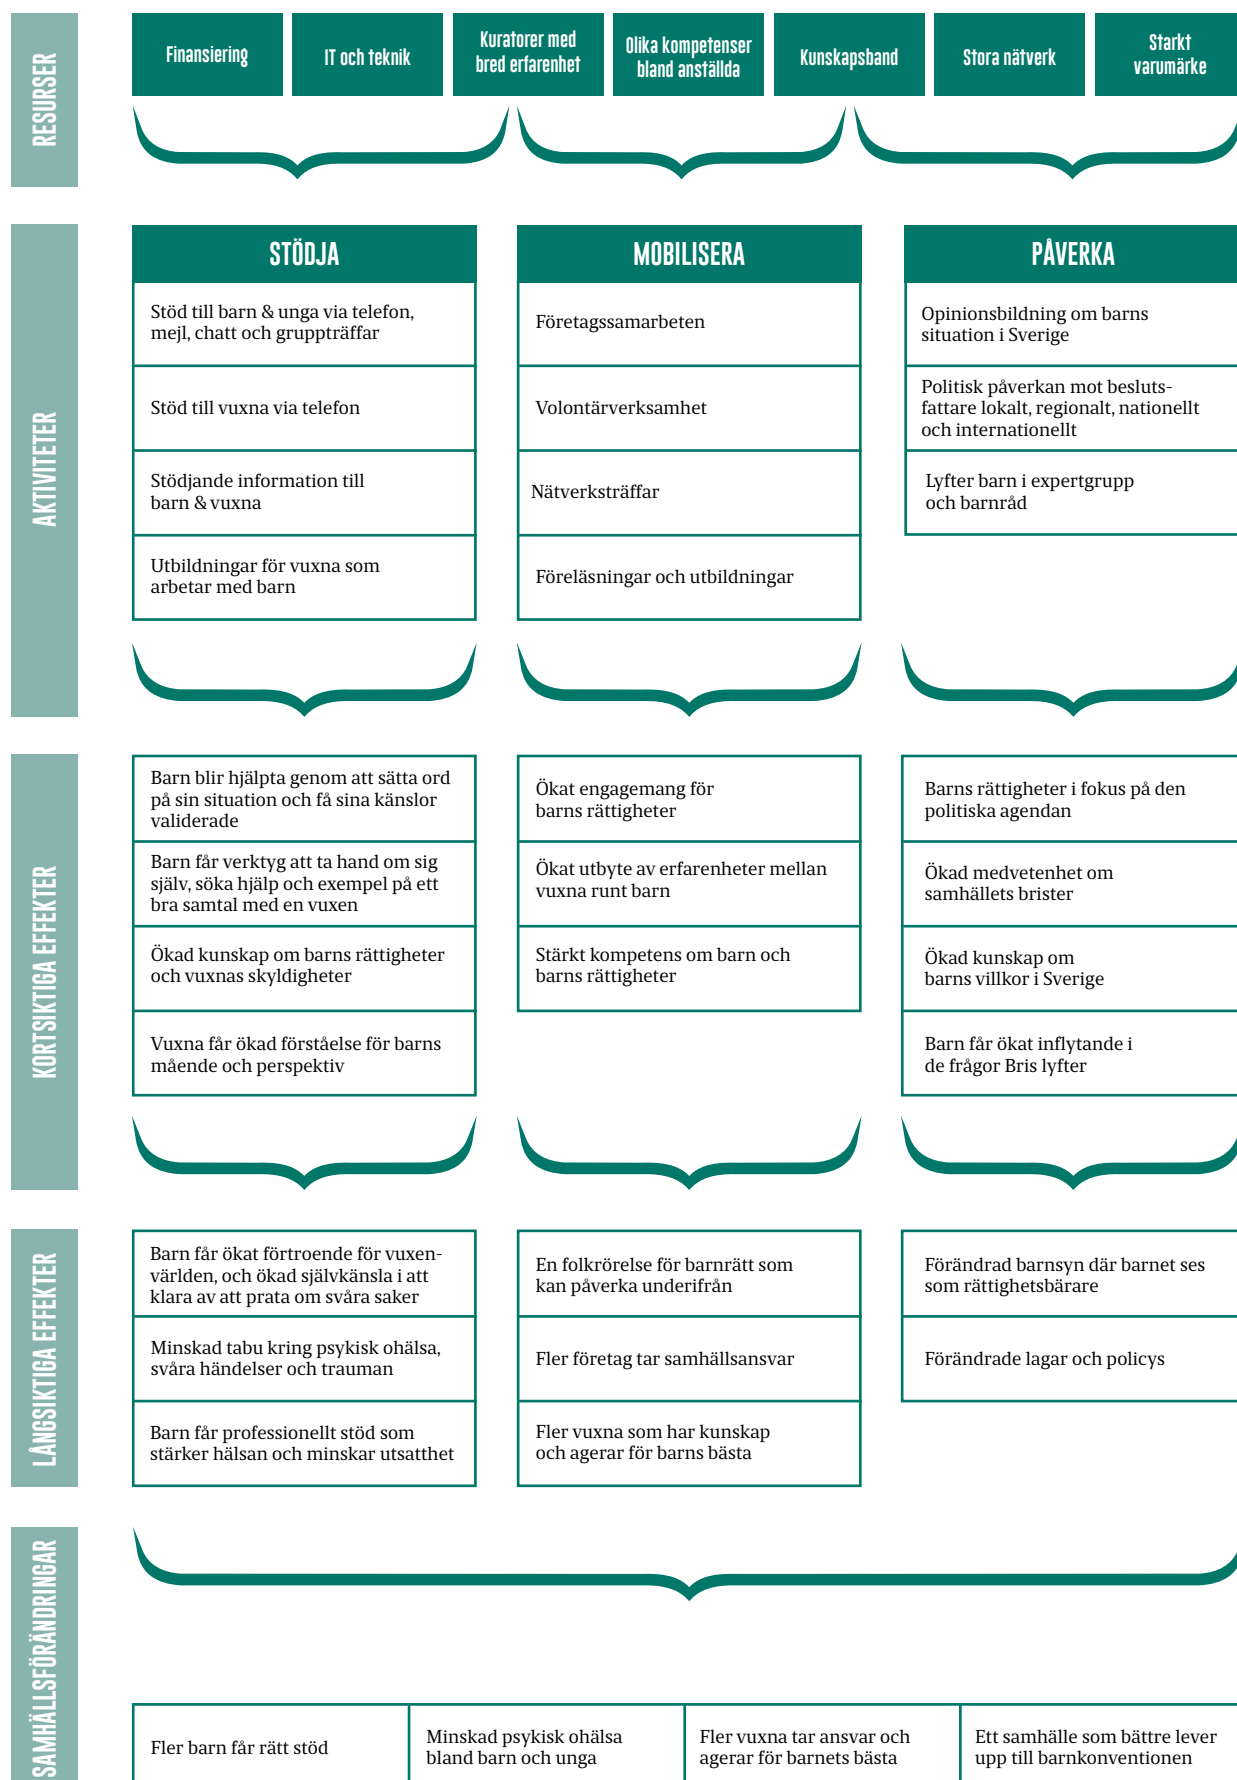 RESURSER
Finansiering
IT och teknik
Kuratorer med
bred erfarenhet
Olika kompetenser
bland anställda
Kunskapsband
Stora nätverk
Starkt
varumärke
AKTIVITETER
STÖDJA
Stöd till barn & unga via telefon,
mejl, chatt och gruppträffar
Stöd till vuxna via telefon
Stödjande information till
barn & vuxna
Utbildningar för vuxna som
arbetar med barn
MOBILISERA
Företagssamarbeten
Volontärverksamhet
Nätverksträffar
Föreläsningar och utbildningar
PÅVERKA
Opinionsbildning om barns
situation i Sverige
Politisk påverkan mot besluts-
fattare lokalt, regionalt, nationellt
och internationellt
Lyfter barn i expertgrupp
och barnråd
KORTSIKTIGA EFFEKTER
Barn blir hjälpta genom att sätta ord
på sin situation och få sina känslor
validerade
Barn får verktyg att ta hand om sig
själv, söka hjälp och exempel på ett
bra samtal med en vuxen
Ökad kunskap om barns rättigheter
och vuxnas skyldigheter
Vuxna får ökad förståelse för barns
mående och perspektiv
Ökat engagemang för
barns rättigheter
Ökat utbyte av erfarenheter mellan
vuxna runt barn
Stärkt kompetens om barn och
barns rättigheter
Barns rättigheter i fokus på den
politiska agendan
Ökad medvetenhet om
samhällets brister
Ökad kunskap om
barns villkor i Sverige
Barn får ökat inflytande i
de frågor Bris lyfter
LÅNGSIKTIGA EFFEKTER
Barn får ökat förtroende för vuxen-
världen, och ökad självkänsla i att
klara av att prata om svåra saker
Minskad tabu kring psykisk ohälsa,
svåra händelser och trauman
Barn får professionellt stöd som
stärker hälsan och minskar utsatthet
En folkrörelse för barnrätt som
kan påverka underifrån
Fler företag tar samhällsansvar
Fler vuxna som har kunskap
och agerar för barns bästa
Förändrad barnsyn där barnet ses
som rättighetsbärare
Förändrade lagar och policys
SAMHÄLLSFÖRÄNDRINGAR
Fler barn får rätt stöd
Minskad psykisk ohälsa
bland barn och unga
Fler vuxna tar ansvar och
agerar för barnets bästa
Ett samhälle som bättre lever
upp till barnkonventionen